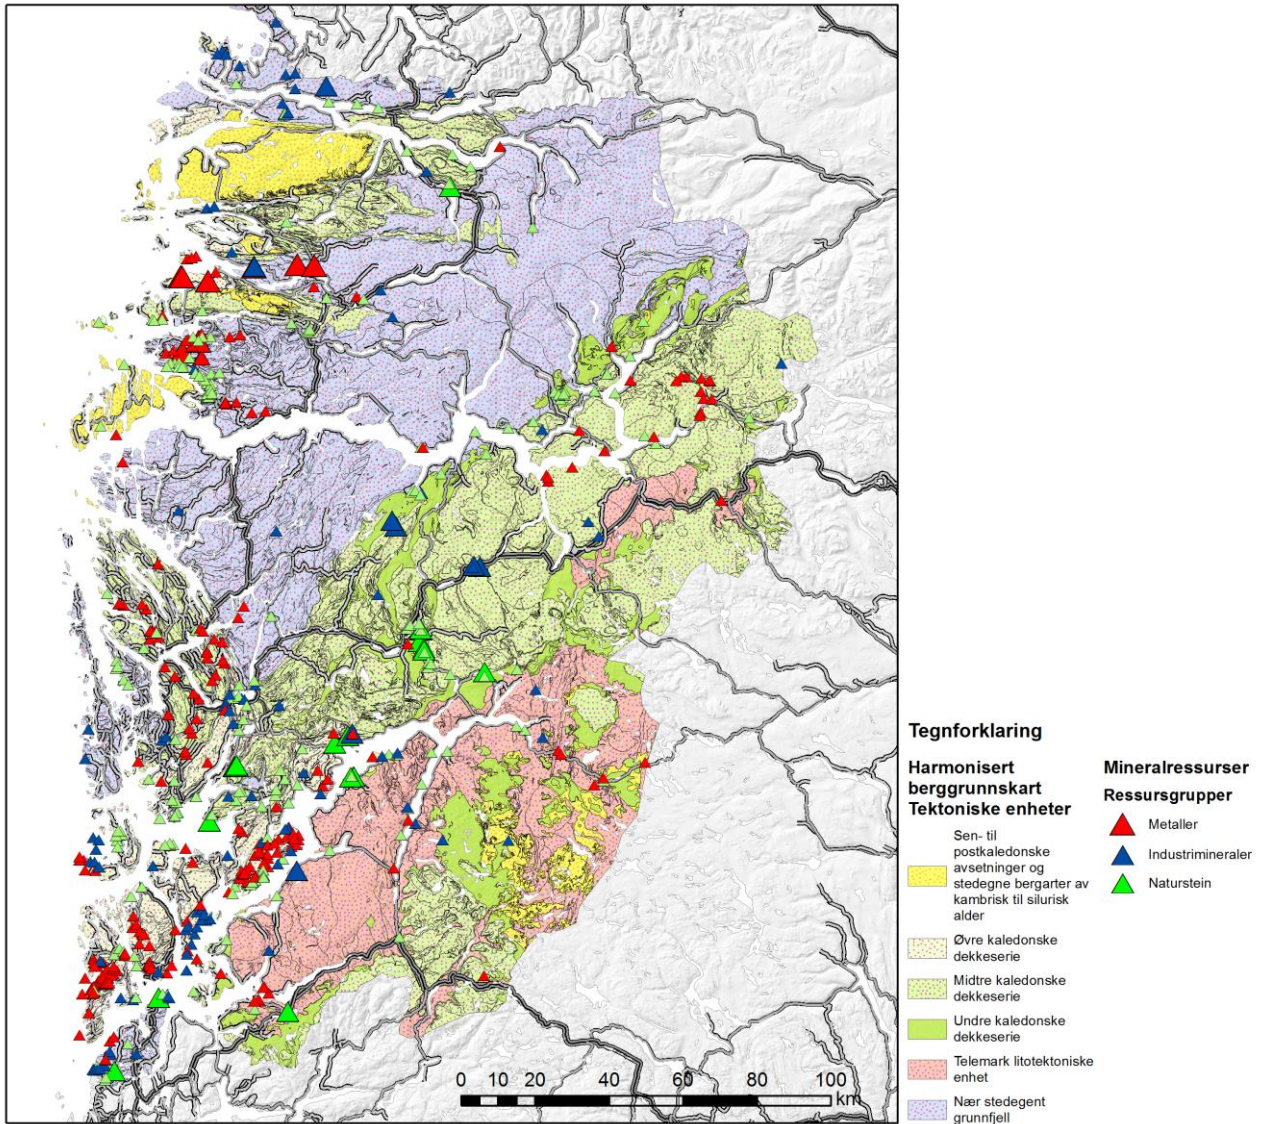 Tegnforklaring
Harmonisert
berggrunnskart
Tektoniske enheter
Sen- til
postkaledonske
avsetninger og
stedegne bergarter av
kambrisk til silurisk
alder
Øvre kaledonske
dekkeserie
Midtre kaledonske
dekkeserie
Undre kaledonske
dekkeserie
Telemark litotektoniske
enhet
Nær stedegent
grunnfjell
Mineralressurser
Ressursgrupper
Metaller
Industrimineraler
Naturstein
0 10 20 40 60 80 100
km